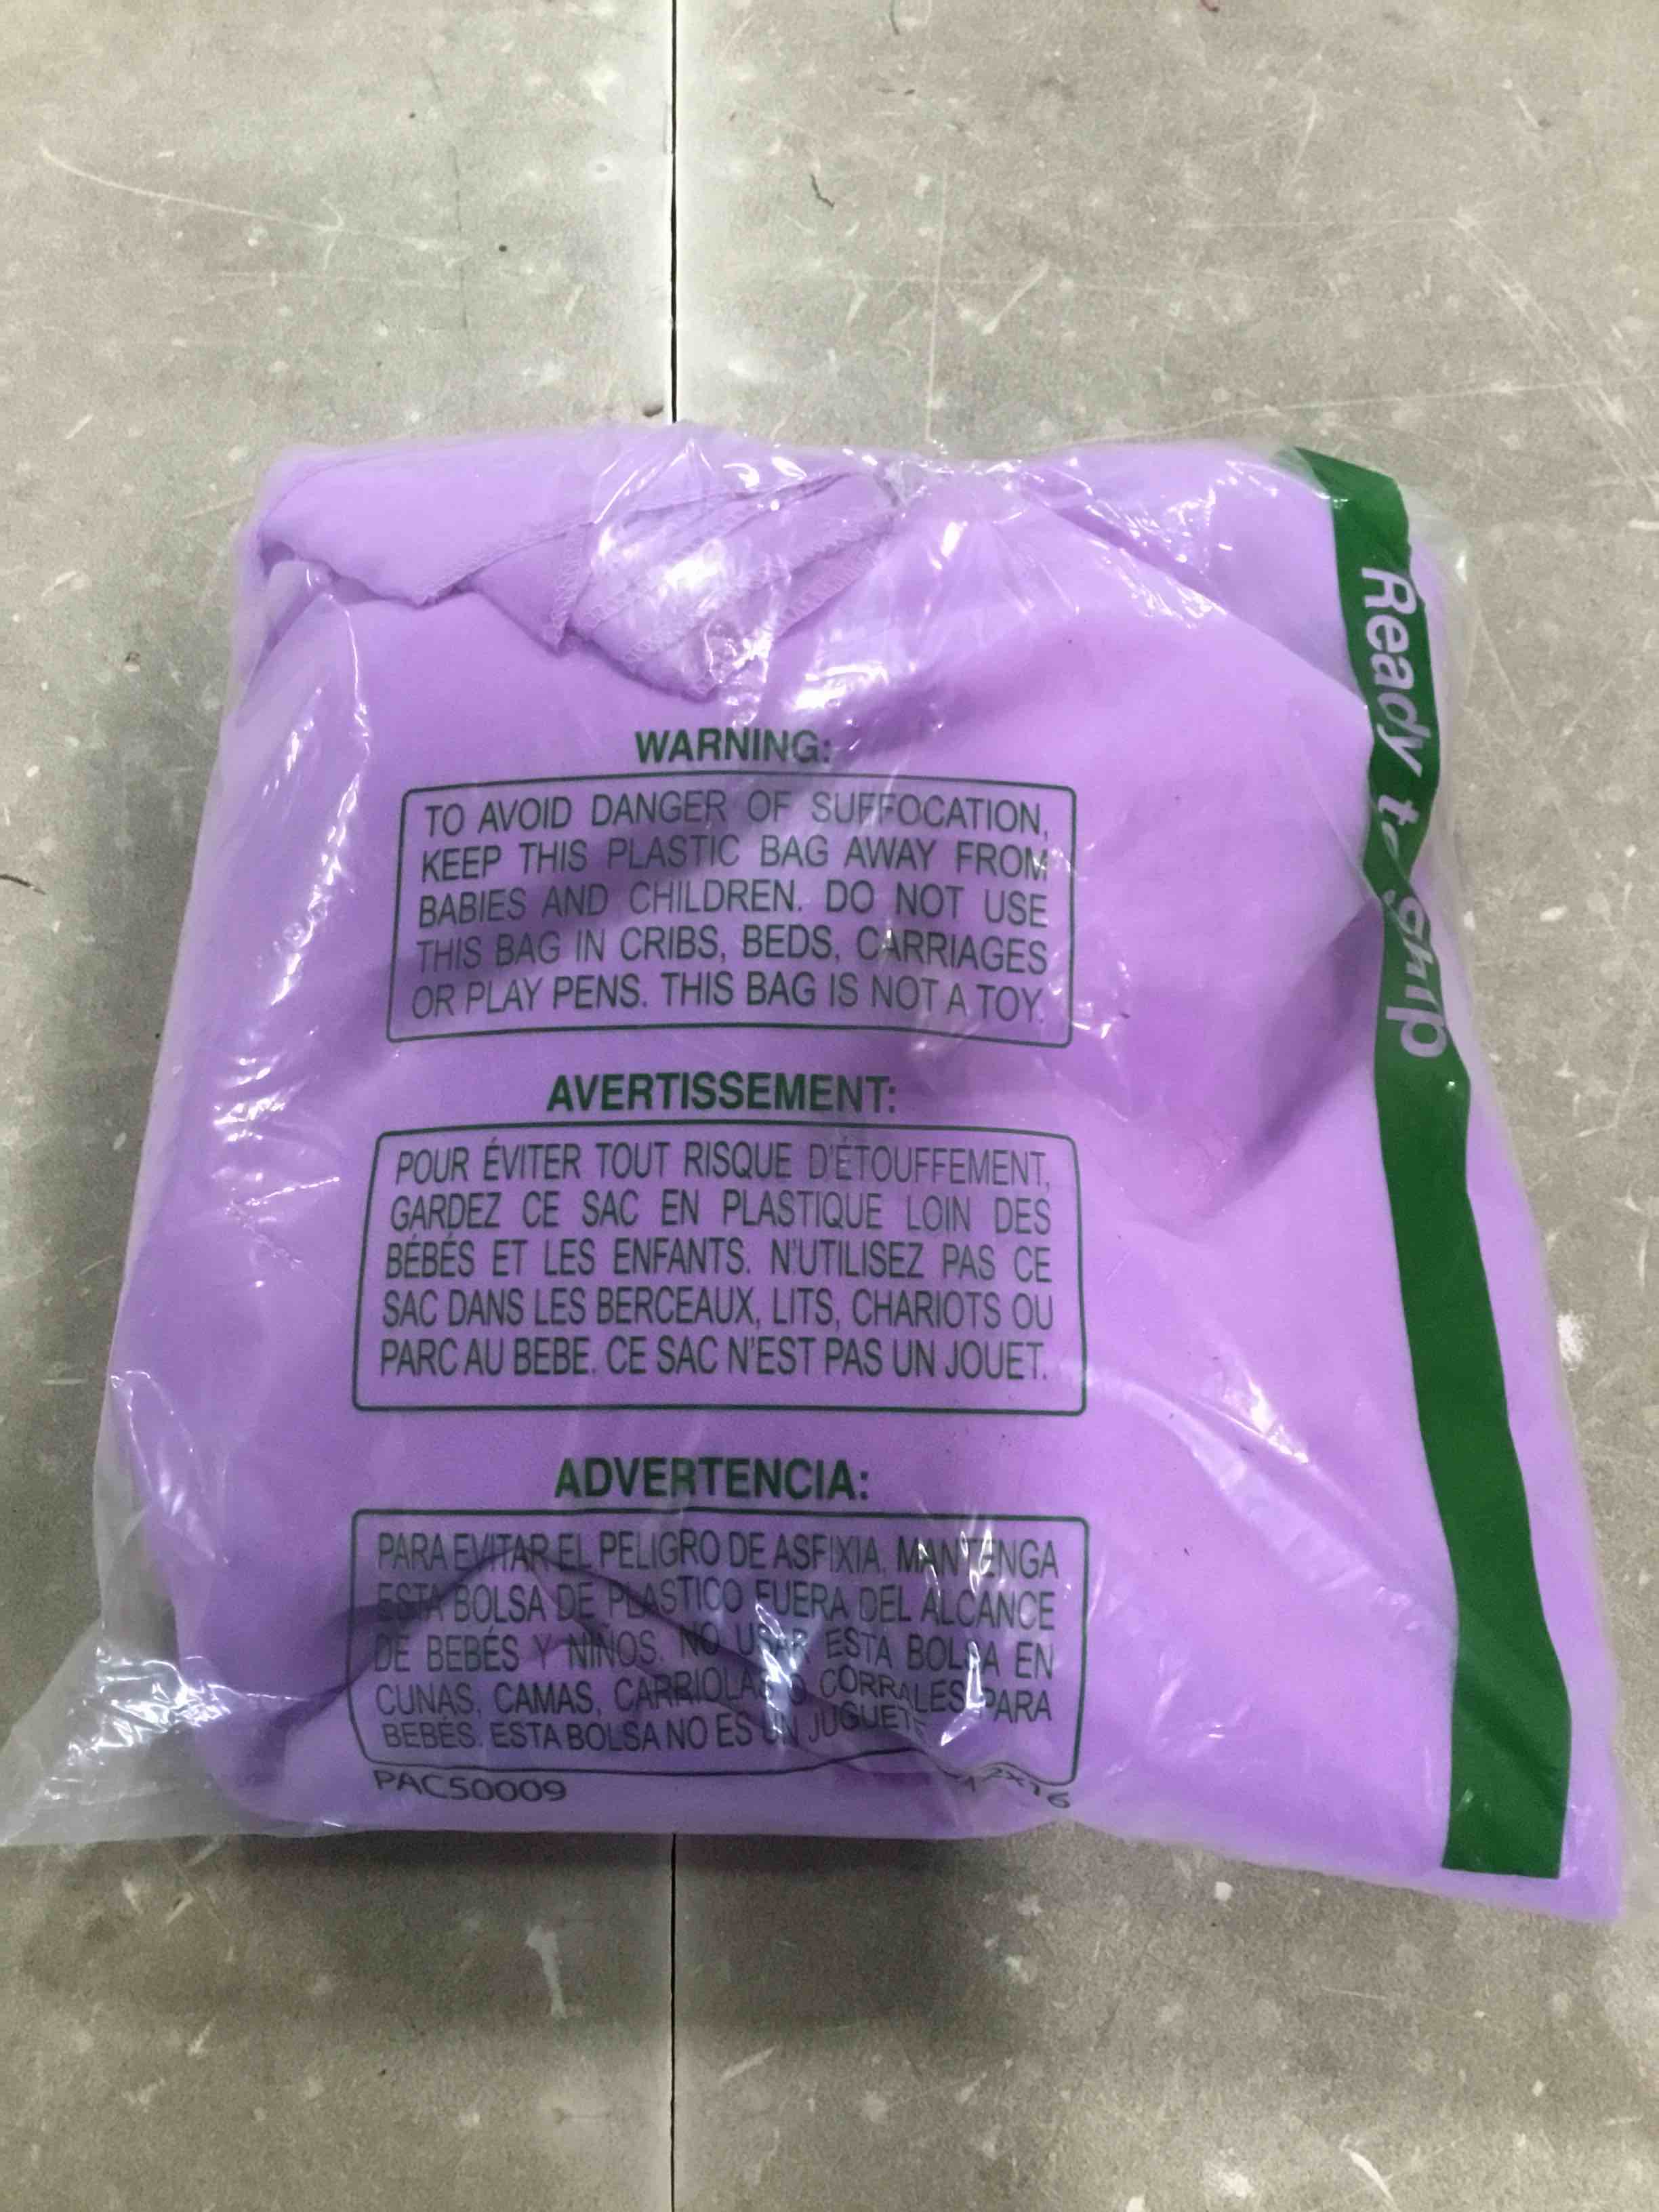 WARNING:
TO AVOID DANGER OF SUFFOCATION,
KEEP THIS PLASTIC BAG AWAY FROM
BABIES AND CHILDREN. DO NOT USE
THIS BAG IN CRIBS, BEDS, CARRIAGES
OR PLAY PENS. THIS BAG IS NOT A TOY.
AVERTISSEMENT:
POUR ÉVITER TOUT RISQUE D'ÉTOUFFEMENT,
GARDEZ CE SAC EN PLASTIQUE LOIN DES
BÉBÉS ET LES ENFANTS. N'UTILISEZ PAS CE
SAC DANS LES BERCEAUX, LITS, CHARIOTS OU
PARC AU BEBE. CE SAC N'EST PAS UN JOUET.
ADVERTENCIA:
PARA EVITAR EL PELIGRO DE ASFIXIA, MANTENGA
ESTA BOLSA DE PLASTICO FUERA DEL ALCANCE
DE BEBÉS Y NIÑOS. NO USAR ESTA BOLSA EN
CUNAS, CAMAS, CARRIOLAS O CORRALES PARA
BEBÉS. ESTA BOLSA NO ES UN JUGUETE
PAC50009
Ready to ship